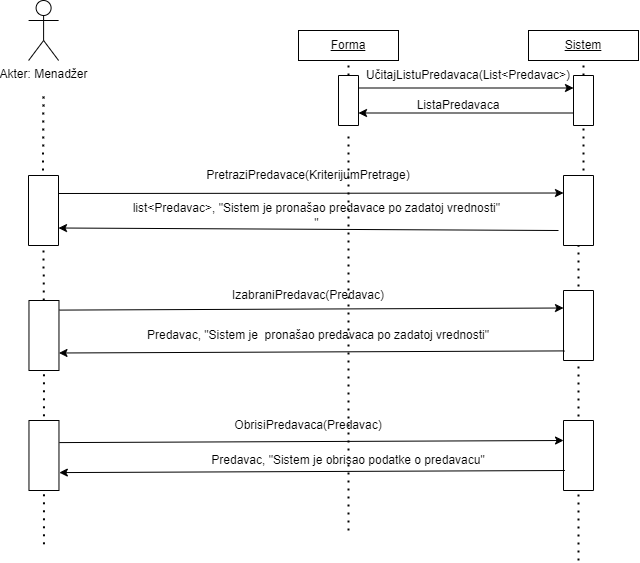 Forma
Sistem
Akter: Menadžer
UčitajListuPredavaca(List<Predavac>)
ListaPredavaca
PretraziPredavace(KriterijumPretrage)
list<Predavac>, "Sistem je pronašao predavace po zadatoj vrednosti"
"
IzabraniPredavac(Predavac)
Predavac, "Sistem je  pronašao predavaca po zadatoj vrednosti"
ObrisiPredavaca(Predavac)
Predavac, "Sistem je obrisao podatke o predavacu"